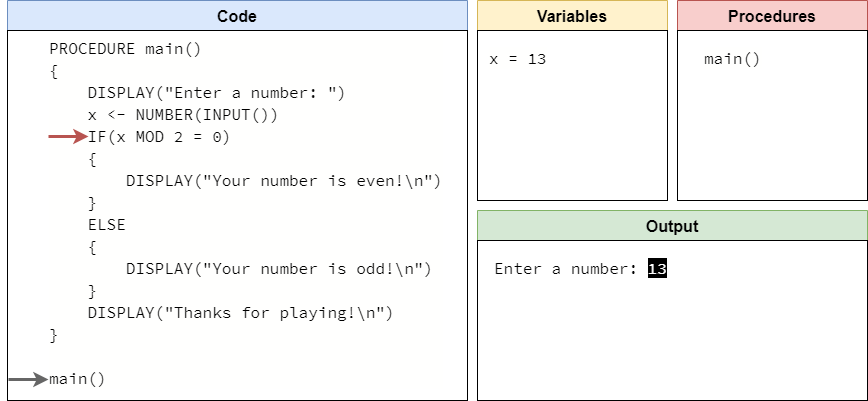 Code
PROCEDURE main()
{
DISPLAY("Enter a number: ")
x <- NUMBER(INPUT())
IF(x MOD 2 = 0)
{
DISPLAY("Your number is even!\n")
}
ELSE
{
DISPLAY("Your number is odd!\n")
}
DISPLAY("Thanks for playing!\n")
}
main()
Variables
x = 13
Procedures
main()
Output
Enter a number: 13